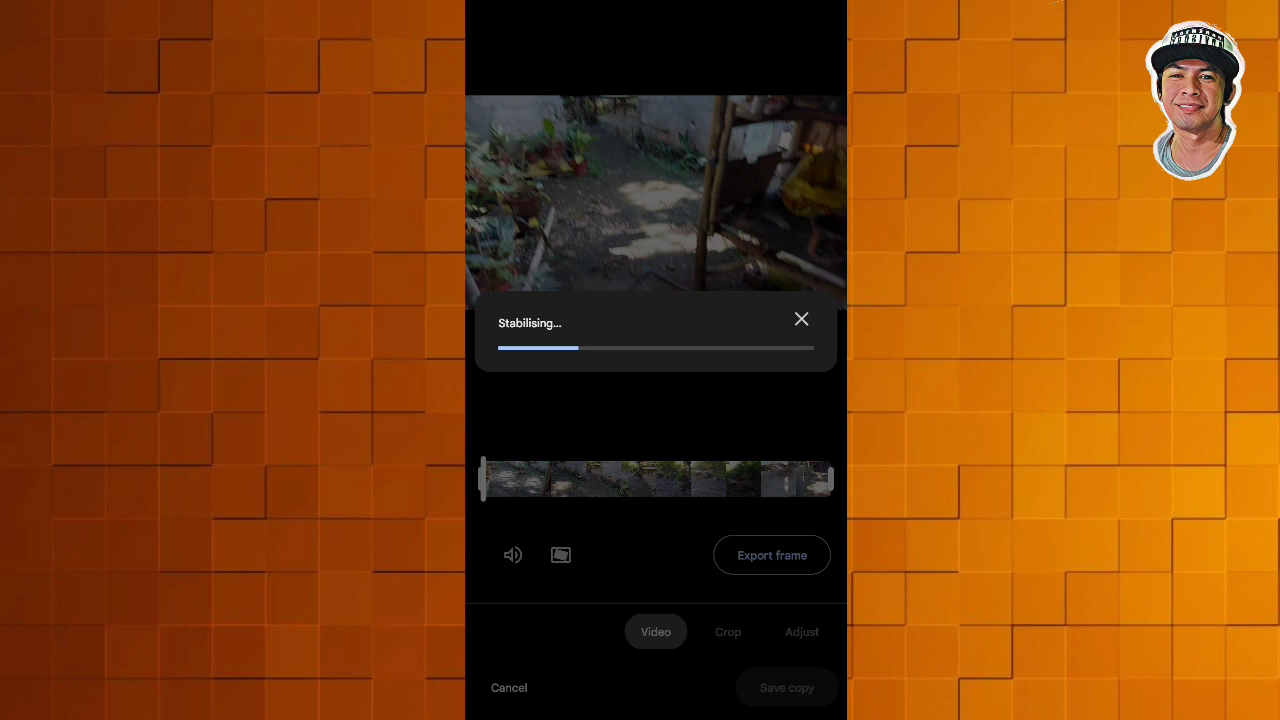 Stabilising...
Export frame
Video
Crop
Adjust
Cancel
Save copy